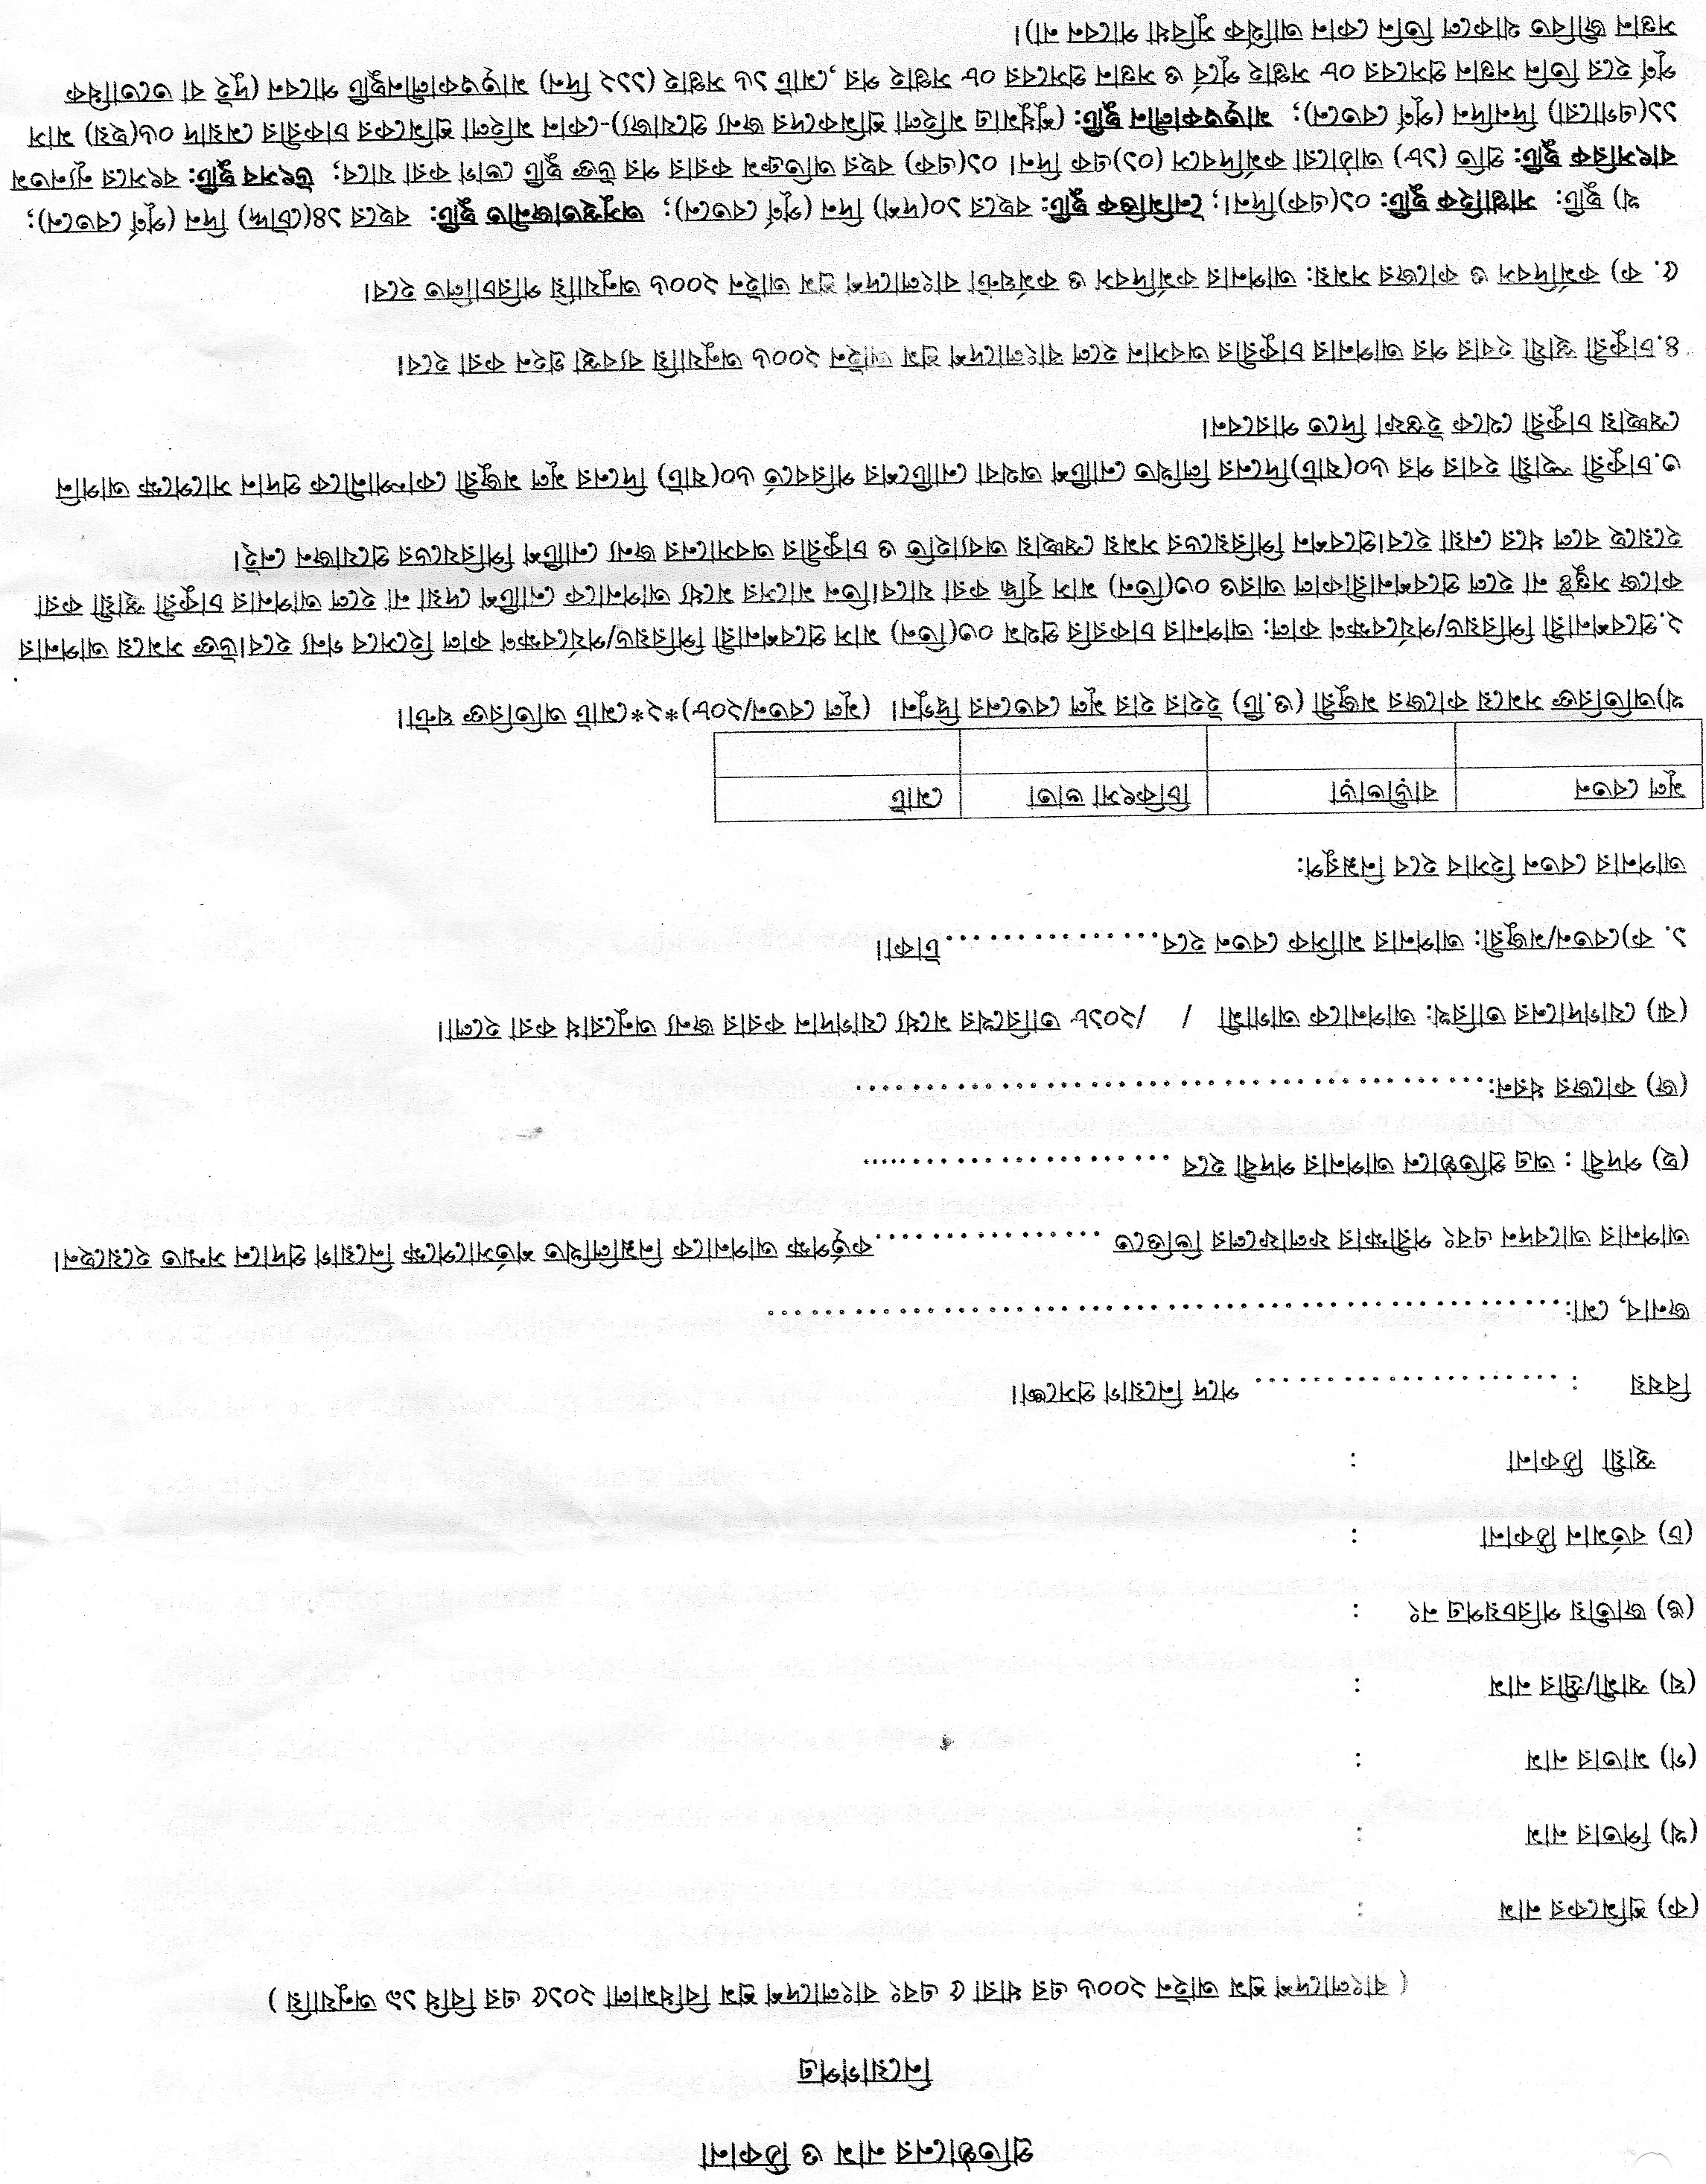 প্রতিষ্ঠানের নাম ও ঠিকানা
নিয়োগপত্র
( বাংলাদেশ শ্রম আইন ২০০৬ এর ধারা ৫ এবং বাংলাদেশ শ্রম বিধিমালা ২০১৫ এর বিধি ১৯ অনুযায়ি )
(ক) শ্রমিকের নাম :
(খ) পিতার নাম :
(গ) মাতার নাম :
(ঘ) স্বামী/স্ত্রীর নাম :
(ঙ) জাতীয় পরিচয়পত্র নং :
(চ) বর্তমান ঠিকানা :
স্থায়ী ঠিকানা :
বিষয় : ..................... পদে নিয়োগ প্রসঙ্গে।
জনাব, মো:......................................................
আপনার আবেদন এবং পরীক্ষার ফলাফলের ভিত্তিতে ................কর্তৃপক্ষ আপনাকে নিম্নলিখিত শর্তসাপেক্ষে নিয়োগ প্রদানে সম্মত হয়েছেন।
(ছ) পদবী : অত্র প্রতিষ্ঠানে আপনার পদবী হবে ........................
(জ) কাজের ধরন:...........................................
(ঝ) যোগদানের তারিখ: আপনাকে আগামী / /২০১৮ তারিখের মধ্যে যোগদান করার জন্য অনুরোধ করা হলো।
১. ক)বেতন/মজুরী: আপনার মাসিক বেতন হবে...............টাকা।
আপনার বেতন হিসাব হবে নিম্নরুপ:
মূল বেতন বাড়ীভাড়া চিকিৎসা ভাতা মোট
খ)অতিরিক্ত সময়ে কাজের মজুরী (ও.টি) ইহার হার মূল বেতনের দ্বিগুন। (মূল বেতন/২০৮)*২*মোট অতিরিক্ত ঘন্টা।
২.প্রবেশনারী পিরিয়ড/পর্যবেক্ষণ কাল: আপনার চাকররি প্রথম ০৩(তিন) মাস প্রবেশনারী পিরিয়ড/পর্যবেক্ষণ কাল হিসেবে গন্য হবে।উক্ত সময়ে আপনার
কাজে সন্তুষ্ট না হলে প্রবেশনারীকাল আরও ০৩(তিন) মাস বৃদ্ধি করা যাবে।তিন মাসের মধ্যে আপনাকে নোটিশ দেয়া না হলে আপনার চাকুরী স্থায়ী করা
হয়েছে বলে ধরে নেয়া হবে।প্রবেশন পিরিয়ডের সময় স্বেচ্ছায় অব্যাহতি ও চাকুরীর অবসানের জন্য নোটিশ পিরিযডের প্রযোজন নেই্।
৩.চাকুরী স্হায়ী হবার পর ৬০(ষাট)দিনের লিখিত নোটিশ অথবা নোটিশের পরিবর্তে ৬০(ষাট) দিনের মূল মজুরী কোম্পানীকে প্রদান সাপেক্ষে আপনি
স্বেচ্ছায় চাকুরী থেকে ইস্তফা দিতে পারবেন।
৪.চাকুরী স্থাযী হবার পর আপনার চাকুরীর অবসান হলে বাংলাদেশ শ্রম আইন ২০০৬ অনুযায়ি ব্যবস্থা গ্রহন করা হবে।
৫. ক) কর্মদিবস ও কাজের সময়: আপনার কর্মদিবস ও কর্মঘন্টা বাংলাদেশ শ্রম আইন ২০০৬ অনুযায়ি পরিচালিত হবে।
খ) ছুটি: সাপ্তাহিক ছুটি: ০১(এক)দিন।; নৈমিত্তিক ছুটি: বছরে ১০(দশ) দিন (পূর্ণ বেতনে); অসুস্থতাজনীত ছুটি: বছরে ১৪(চৌদ্দ) দিন (পূর্ণ বেতনে);
বাৎসরিক ছুটি: প্রতি (১৮) আঠারো কর্মদিবসে (০১)এক দিন। ০১(এক) বছর অতিক্রম করার পর উক্ত ছুটি ভোগ করা যাবে; উৎসব ছুটি: বৎসরে ন্যূনতম
১১(এগারো) দিনদিন (পূর্ণ বেতনে); মাতৃত্বকালীন ছুটি: (শুধুমাত্র মহিলা শ্রমিকদের জন্য প্রযোজ্য)-কোন মহিলা শ্রমিকের চাকরীর মেয়াদ ০৬(ছয়) মাস
পূর্ণ হরে তিনি সন্তান প্রসবের ০৮ সপ্তাহ পূর্বে ও সন্তান প্রসবের ০৮ সপ্তাহ পর ,মোট ১৬ সপ্তাহ (১১২ দিন) মাতৃত্বকালীনছুটি পাবেন (দুই বা ততোধিক
সন্তান জীবিত থাকলে তিনি কোন আর্থিক সুবিধা পাবেন না)।